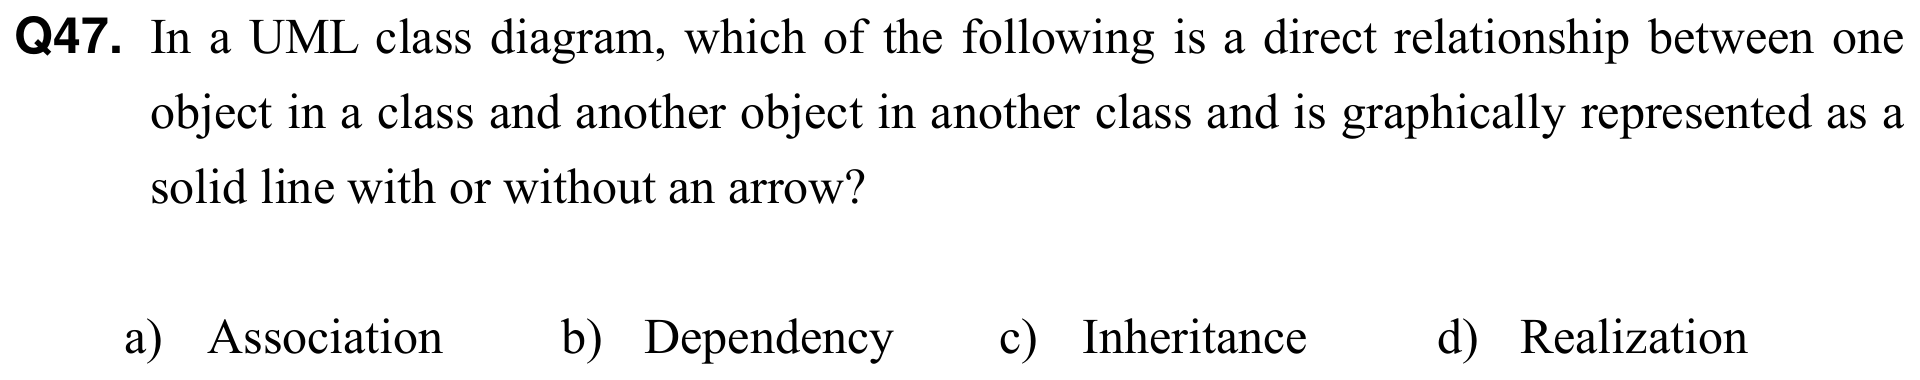 Q47. In a UML class diagram, which of the following is a direct relationship between one
object in a class and another object in another class and is graphically represented as a
solid line with or without an arrow?
a) Association b) Dependency c) Inheritance d) Realization